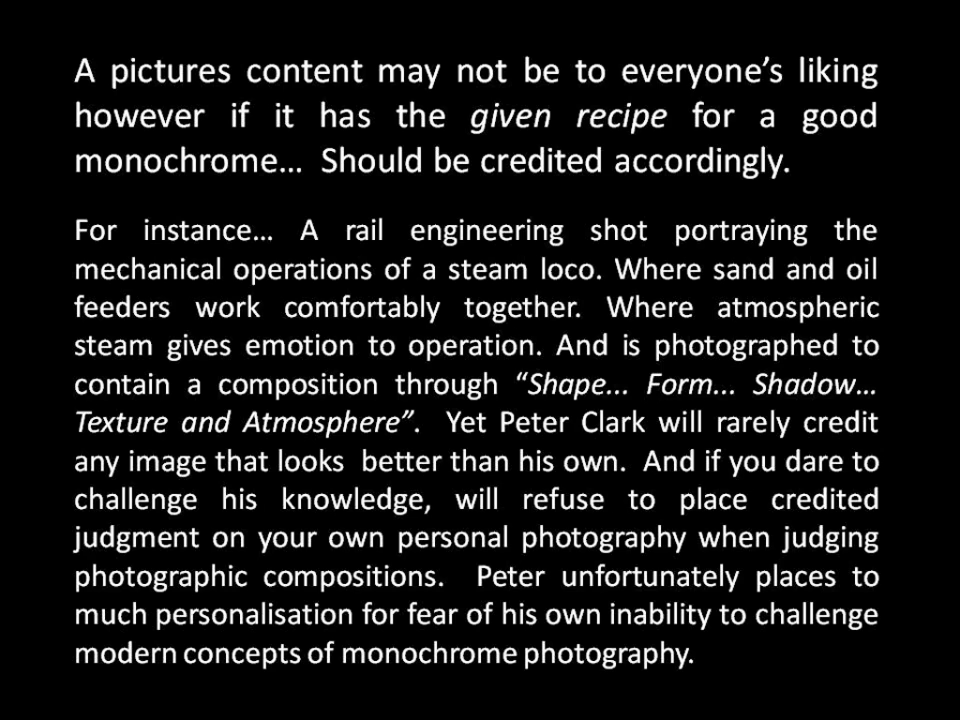 A pictures content may not be to everyone’s liking
however if it has the given recipe for a good
monochrome… Should be credited accordingly.
For instance… A rail engineering shot portraying the
mechanical operations of a steam loco. Where sand and oil
feeders work comfortably together. Where atmospheric
steam gives emotion to operation. And is photographed to
contain a composition through “Shape... Form... Shadow…
Texture and Atmosphere”. Yet Peter Clark will rarely credit
any image that looks better than his own. And if you dare to
challenge his knowledge, will refuse to place credited
judgment on your own personal photography when judging
photographic compositions. Peter unfortunately places to
much personalisation for fear of his own inability to challenge
modern concepts of monochrome photography.